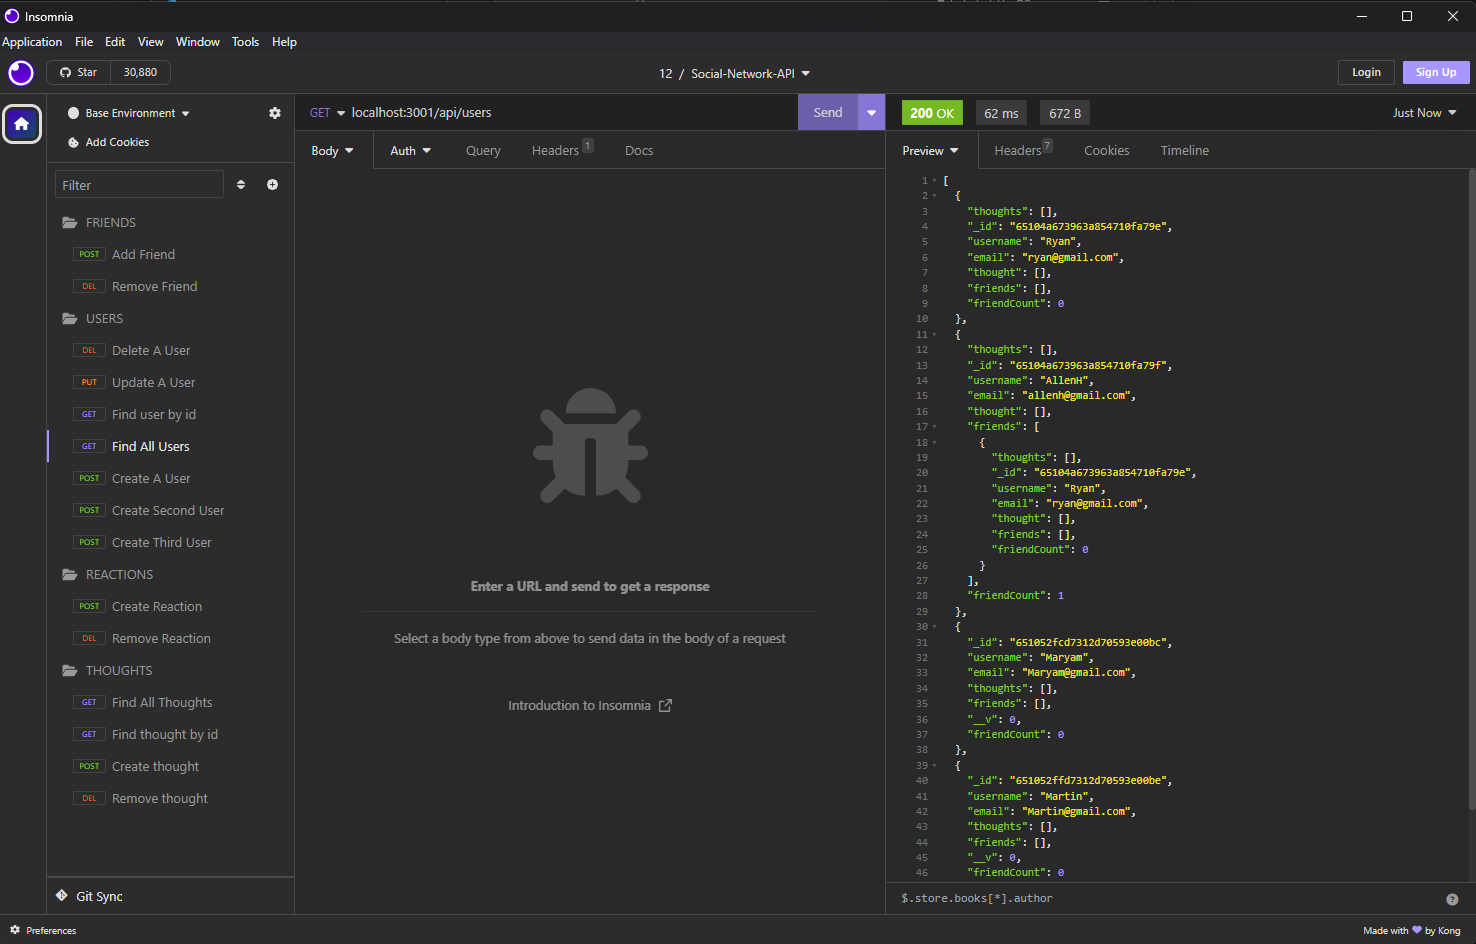 Insomnia
Application File Edit View Window Tools Help
Star 30,880
12 / Social-Network-API
Login Sign Up
Base Environment
Add Cookies
Filter
FRIENDS
POST Add Friend
DEL Remove Friend
USERS
DEL Delete A User
PUT Update A User
GET Find user by id
GET Find All Users
POST Create A User
POST Create Second User
POST Create Third User
REACTIONS
POST Create Reaction
DEL Remove Reaction
THOUGHTS
GET Find All Thoughts
GET Find thought by id
POST Create thought
DEL Remove thought
Git Sync
GET localhost:3001/api/users Send
Body Auth Query Headers 1 Docs
Enter a URL and send to get a response
Select a body type from above to send data in the body of a request
Introduction to Insomnia
200 OK 62 ms 672 B Just Now
Preview Headers 7 Cookies Timeline
1 [
2 {
3 "thoughts": [],
4 "_id": "65104a673963a854710fa79e",
5 "username": "Ryan",
6 "email": "ryan@gmail.com",
7 "thought": [],
8 "friends": [],
9 "friendCount": 0
10 },
11 {
12 "thoughts": [],
13 "_id": "65104a673963a854710fa79f",
14 "username": "AllenH",
15 "email": "allenh@gmail.com",
16 "thought": [],
17 "friends": [
18 {
19 "thoughts": [],
20 "_id": "65104a673963a854710fa79e",
21 "username": "Ryan",
22 "email": "ryan@gmail.com",
23 "thought": [],
24 "friends": [],
25 "friendCount": 0
26 }
27 ],
28 "friendCount": 1
29 },
30 {
31 "_id": "651052fcd7312d70593e00bc",
32 "username": "Maryam",
33 "email": "Maryam@gmail.com",
34 "thoughts": [],
35 "friends": [],
36 "__v": 0,
37 "friendCount": 0
38 },
39 {
40 "_id": "651052ffd7312d70593e00be",
41 "username": "Martin",
42 "email": "Martin@gmail.com",
43 "thoughts": [],
44 "friends": [],
45 "__v": 0,
46 "friendCount": 0
$.store.books[*].author
Preferences
Made with by Kong